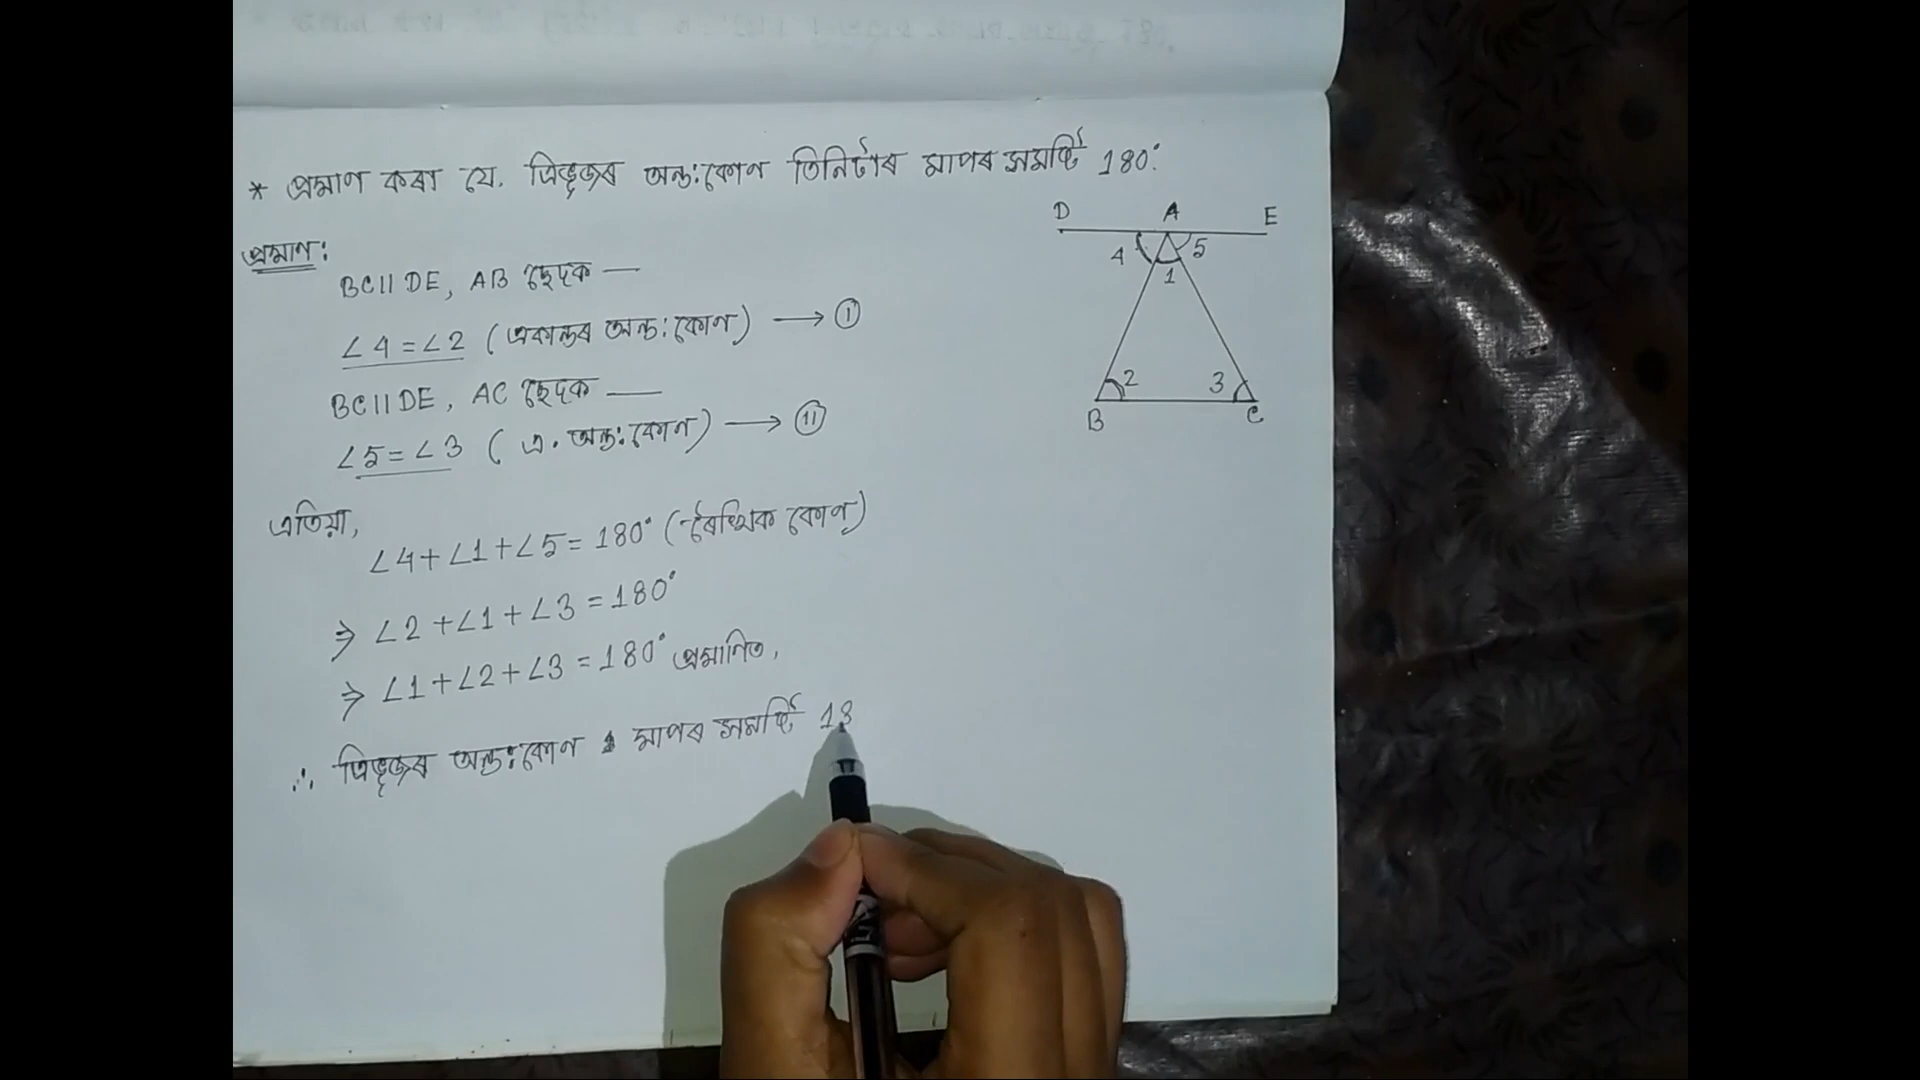 * প্ৰমাণ কৰা যে. ত্ৰিভূজৰ অন্ত:কোণ তিনিটাৰ মাপৰ সমষ্টি 180°.
প্ৰমাণ:
BC||DE, AB ছেদক —
∠4=∠2 (একান্তৰ অন্ত:কোণ) → (I)
BC||DE, AC ছেদক —
∠5=∠3 (এ. অন্ত:কোণ) → (II)
এতিয়া,
∠4+∠1+∠5=180° (ৰৈখিক কোণ)
⇒ ∠2+∠1+∠3=180°
⇒ ∠1+∠2+∠3=180° প্ৰমানিত,
∴ ত্ৰিভূজৰ অন্ত:কোণ মাপৰ সমষ্টি 18
D A E
4 5
1
2 3
B C